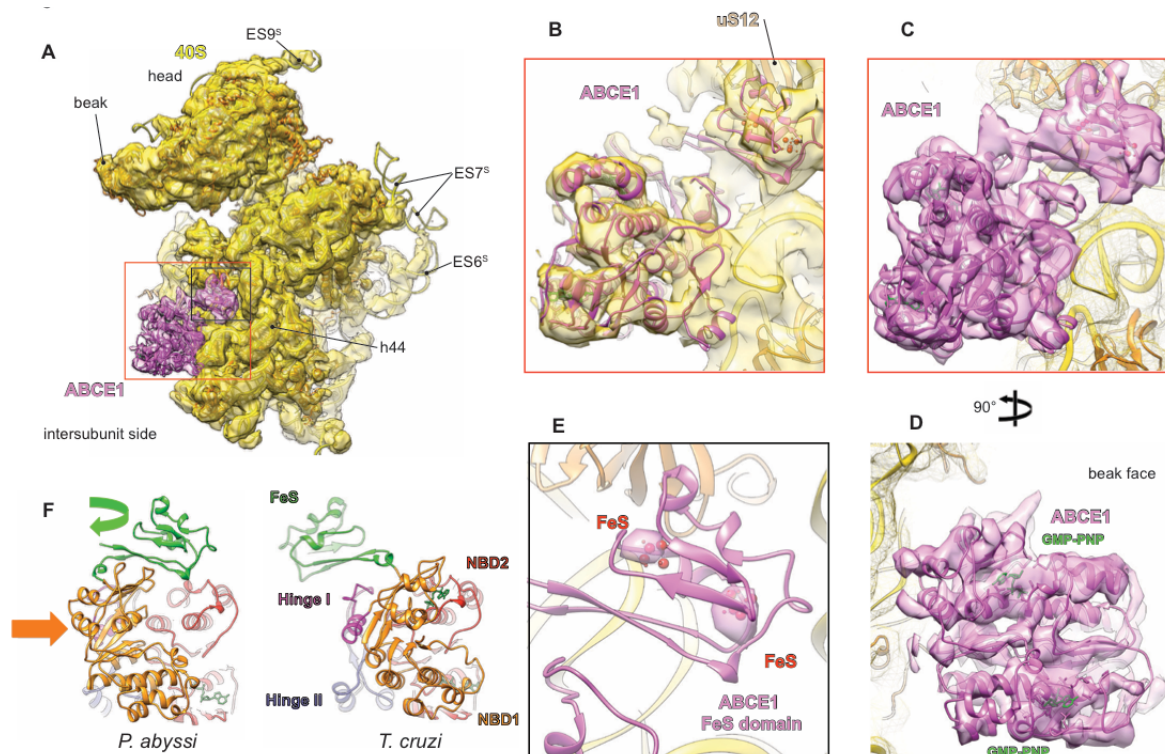 A
40S
ES9ˢ
head
beak
ES7ˢ
ES6ˢ
h44
ABCE1
intersubunit side
B
uS12
ABCE1
C
ABCE1
90°
D
beak face
ABCE1
GMP-PNP
GMP-PNP
E
FeS
FeS
ABCE1
FeS domain
F
FeS
NBD2
Hinge I
Hinge II
NBD1
P. abyssi
T. cruzi